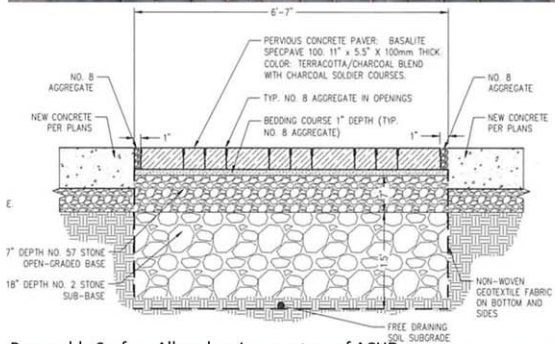 6'-7"
PERVIOUS CONCRETE PAVER: BASALITE
SPECPAVE 100. 11" x 5.5" X 100mm THICK.
COLOR: TERRACOTTA/CHARCOAL BLEND
WITH CHARCOAL SOLDIER COURSES.
NO. 8
AGGREGATE
NO. 8
AGGREGATE
TYP. NO. 8 AGGREGATE IN OPENINGS
NEW CONCRETE
PER PLANS
BEDDING COURSE 1" DEPTH (TYP.
NO. 8 AGGREGATE)
NEW CONCRETE
PER PLANS
1"
1"
E.
7"
1.5'
7" DEPTH NO. 57 STONE
OPEN-GRADED BASE
18" DEPTH NO. 2 STONE
SUB-BASE
NON-WOVEN
GEOTEXTILE FABRIC
ON BOTTOM AND
SIDES
FREE DRAINING
SOIL SUBGRADE